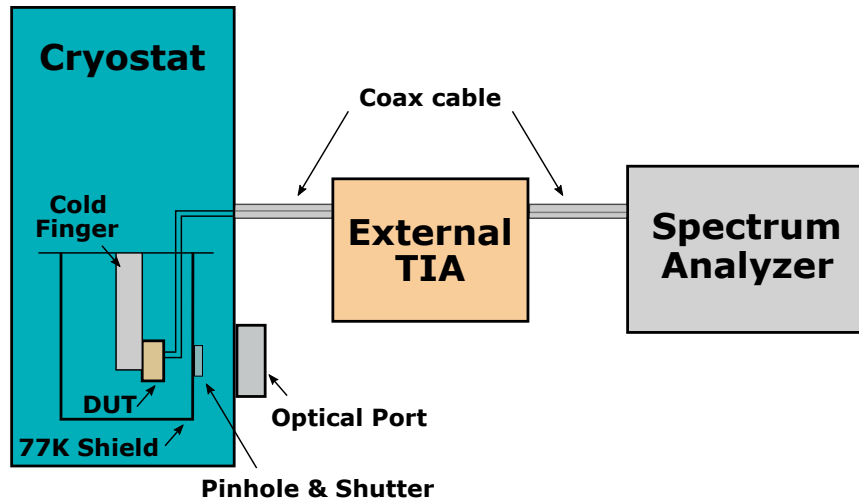 Cryostat
Coax cable
Cold
Finger
External
TIA
Spectrum
Analyzer
DUT
Optical Port
77K Shield
Pinhole & Shutter